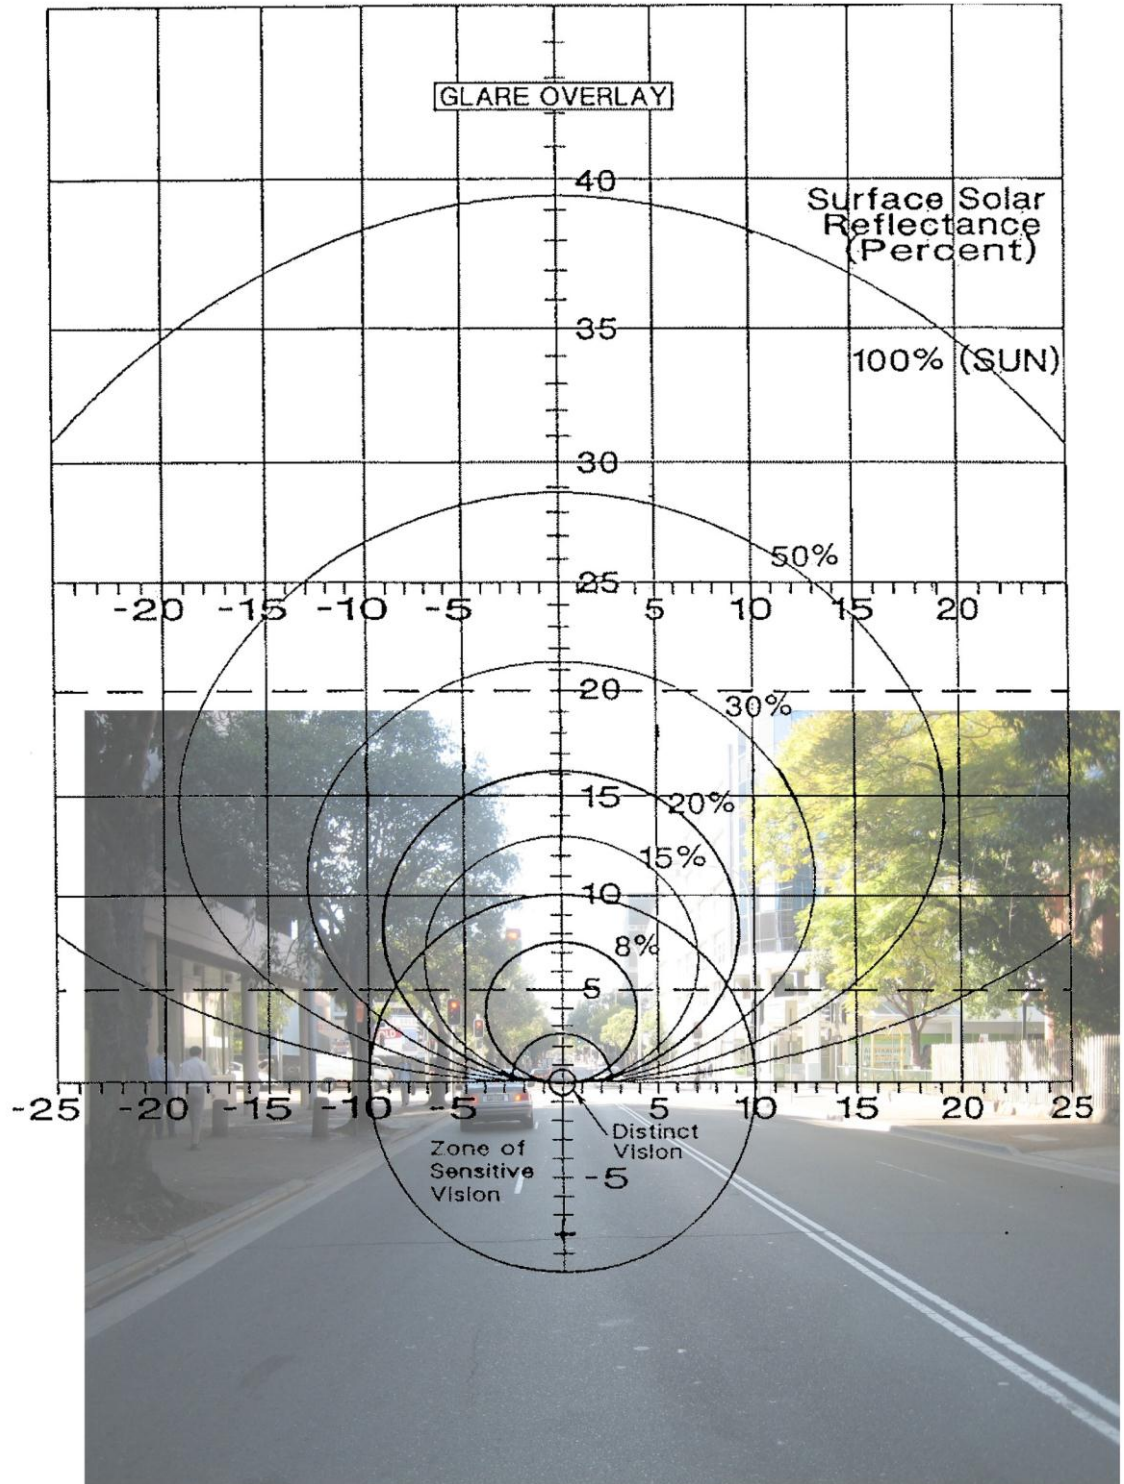 GLARE OVERLAY
40
Surface Solar
Reflectance
(Percent)
35
100% (SUN)
30
50%
25
-20 -15 -10 -5 5 10 15 20
20
30%
15
20%
15%
10
8%
5
-25 -20 -15 -10 -5 5 10 15 20 25
Distinct
Vision
Zone of
Sensitive
Vision
-5